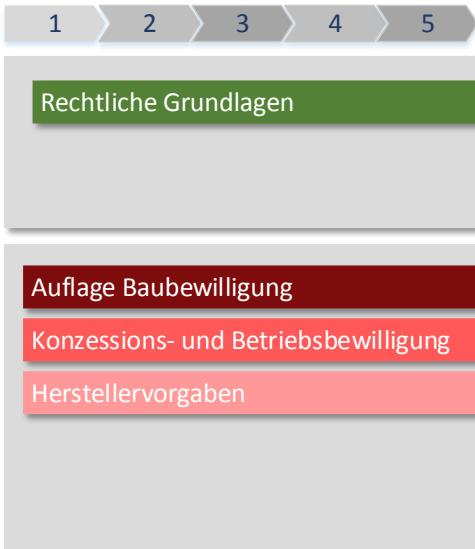 1 2 3 4 5
Rechtliche Grundlagen
Auflage Baubewilligung
Konzessions- und Betriebsbewilligung
Herstellervorgaben